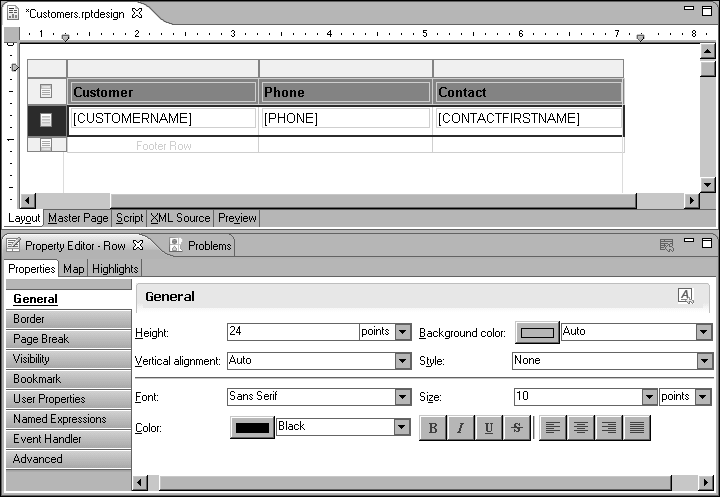 *Customers.rptdesign
1 2 3 4 5 6 7 8
Customer Phone Contact
[CUSTOMERNAME] [PHONE] [CONTACTFIRSTNAME]
Footer Row
Layout Master Page Script XML Source Preview
Property Editor - Row Problems
Properties Map Highlights
General
General
Border
Page Break
Visibility
Bookmark
User Properties
Named Expressions
Event Handler
Advanced
Height: 24 points Background color: Auto
Vertical alignment: Auto Style: None
Font: Sans Serif Size: 10 points
Color: Black B I U S